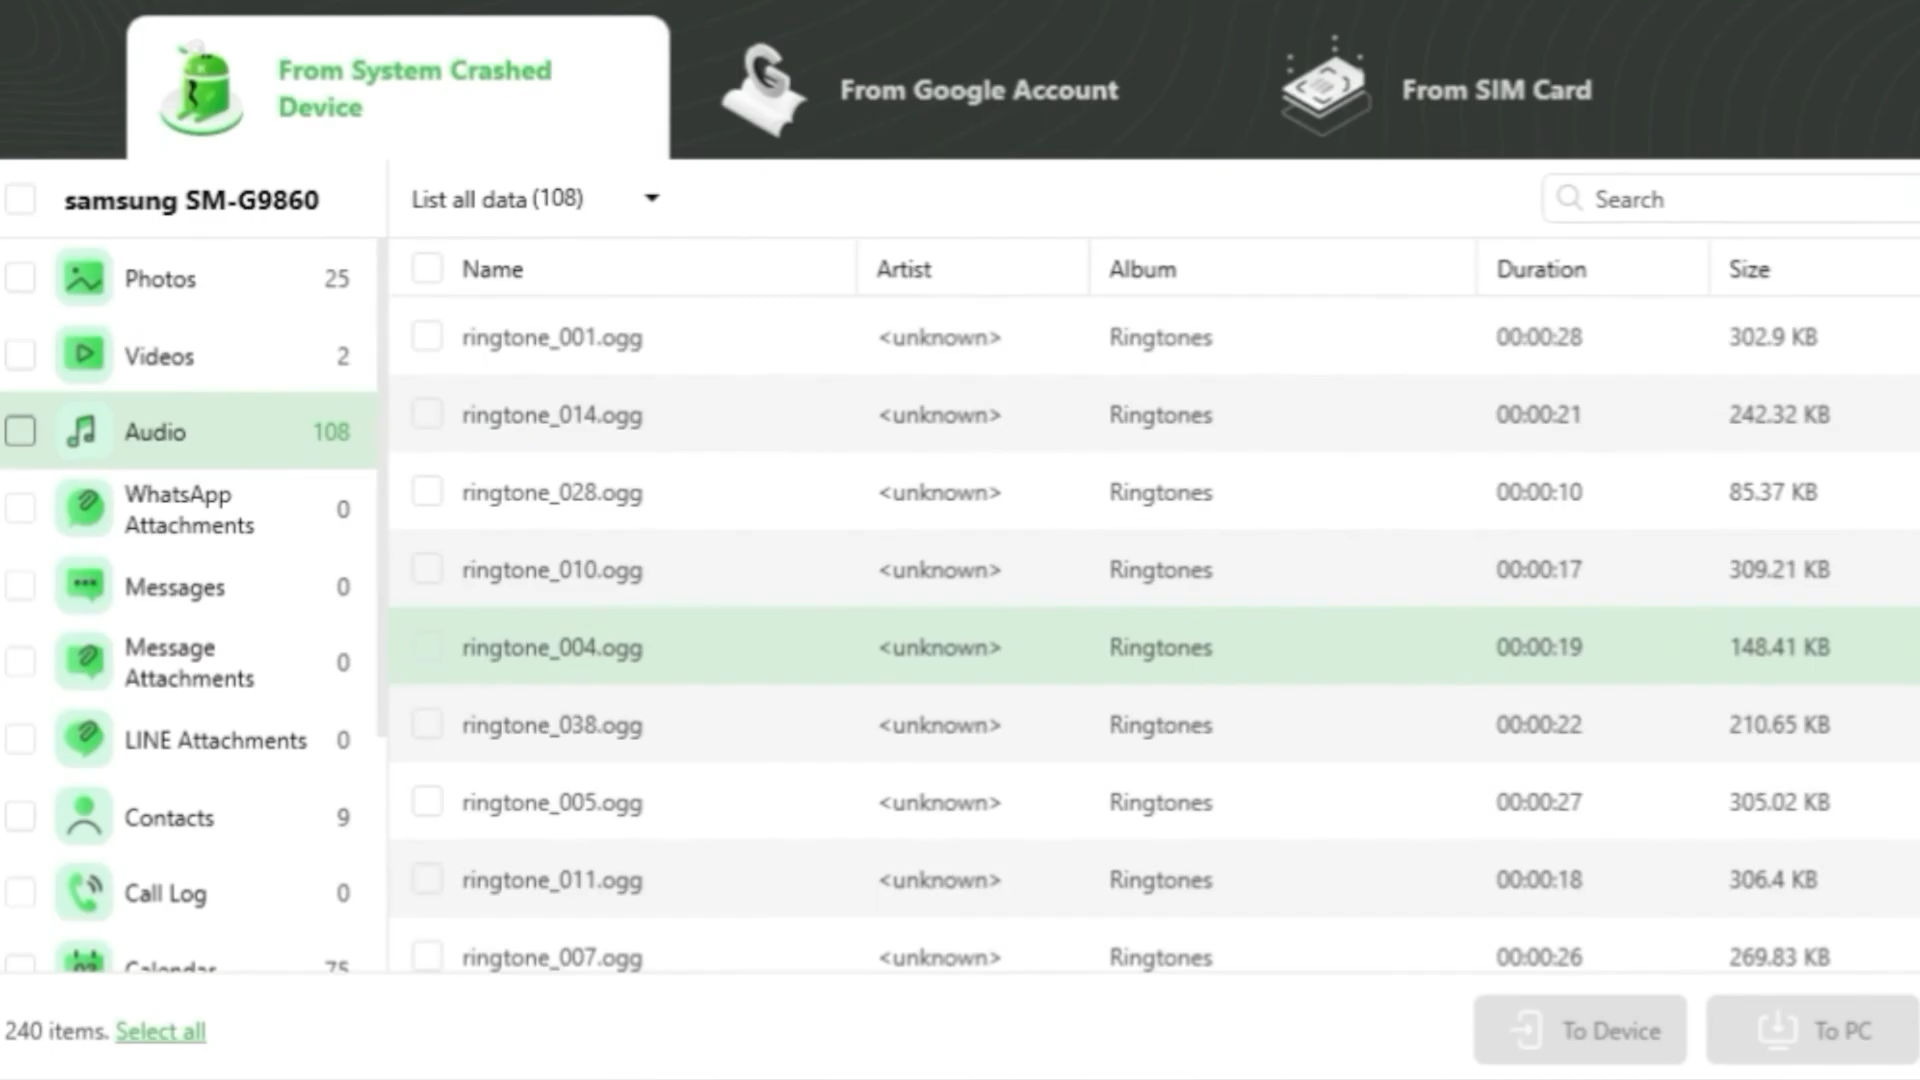 From System Crashed
Device
From Google Account
From SIM Card
samsung SM-G9860
List all data (108)
Search
Name Artist Album Duration Size
Photos 25
Videos 2
Audio 108
WhatsApp
Attachments 0
Messages 0
Message
Attachments 0
LINE Attachments 0
Contacts 9
Call Log 0
Calendar 75
ringtone_001.ogg <unknown> Ringtones 00:00:28 302.9 KB
ringtone_014.ogg <unknown> Ringtones 00:00:21 242.32 KB
ringtone_028.ogg <unknown> Ringtones 00:00:10 85.37 KB
ringtone_010.ogg <unknown> Ringtones 00:00:17 309.21 KB
ringtone_004.ogg <unknown> Ringtones 00:00:19 148.41 KB
ringtone_038.ogg <unknown> Ringtones 00:00:22 210.65 KB
ringtone_005.ogg <unknown> Ringtones 00:00:27 305.02 KB
ringtone_011.ogg <unknown> Ringtones 00:00:18 306.4 KB
ringtone_007.ogg <unknown> Ringtones 00:00:26 269.83 KB
240 items. Select all
To Device
To PC